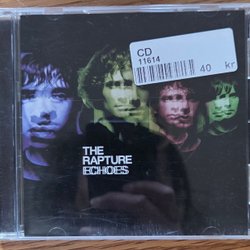 CD
11614
40 kr
THE
RAPTURE
ECHOES